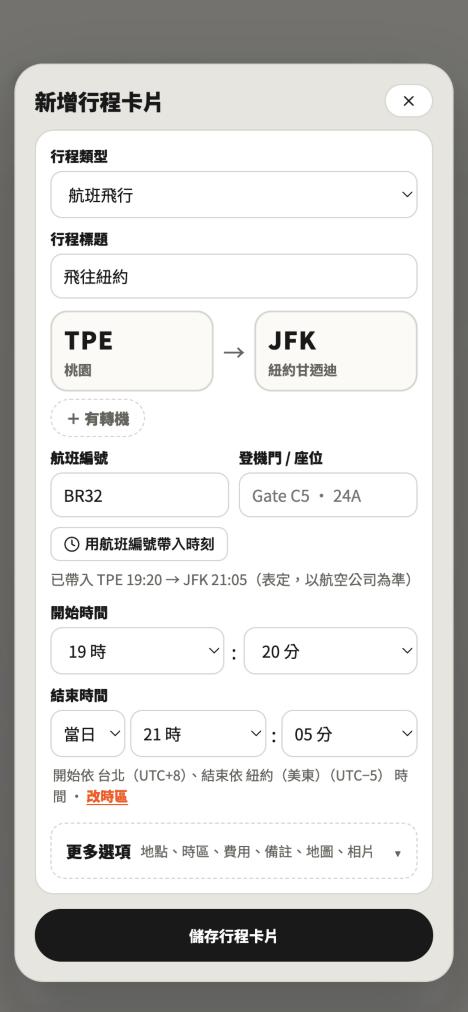 新增行程卡片
×
行程類型
航班飛行
行程標題
飛往紐約
TPE → JFK
桃園 紐約甘迺迪
+ 有轉機
航班編號 登機門 / 座位
BR32 Gate C5 · 24A
用航班編號帶入時刻
已帶入 TPE 19:20 → JFK 21:05（表定，以航空公司為準）
開始時間
19 時 : 20 分
結束時間
當日 21 時 : 05 分
開始依 台北（UTC+8）、結束依 紐約（美東）（UTC−5） 時
間 · 改時區
更多選項 地點、時區、費用、備註、地圖、相片 ▾
儲存行程卡片